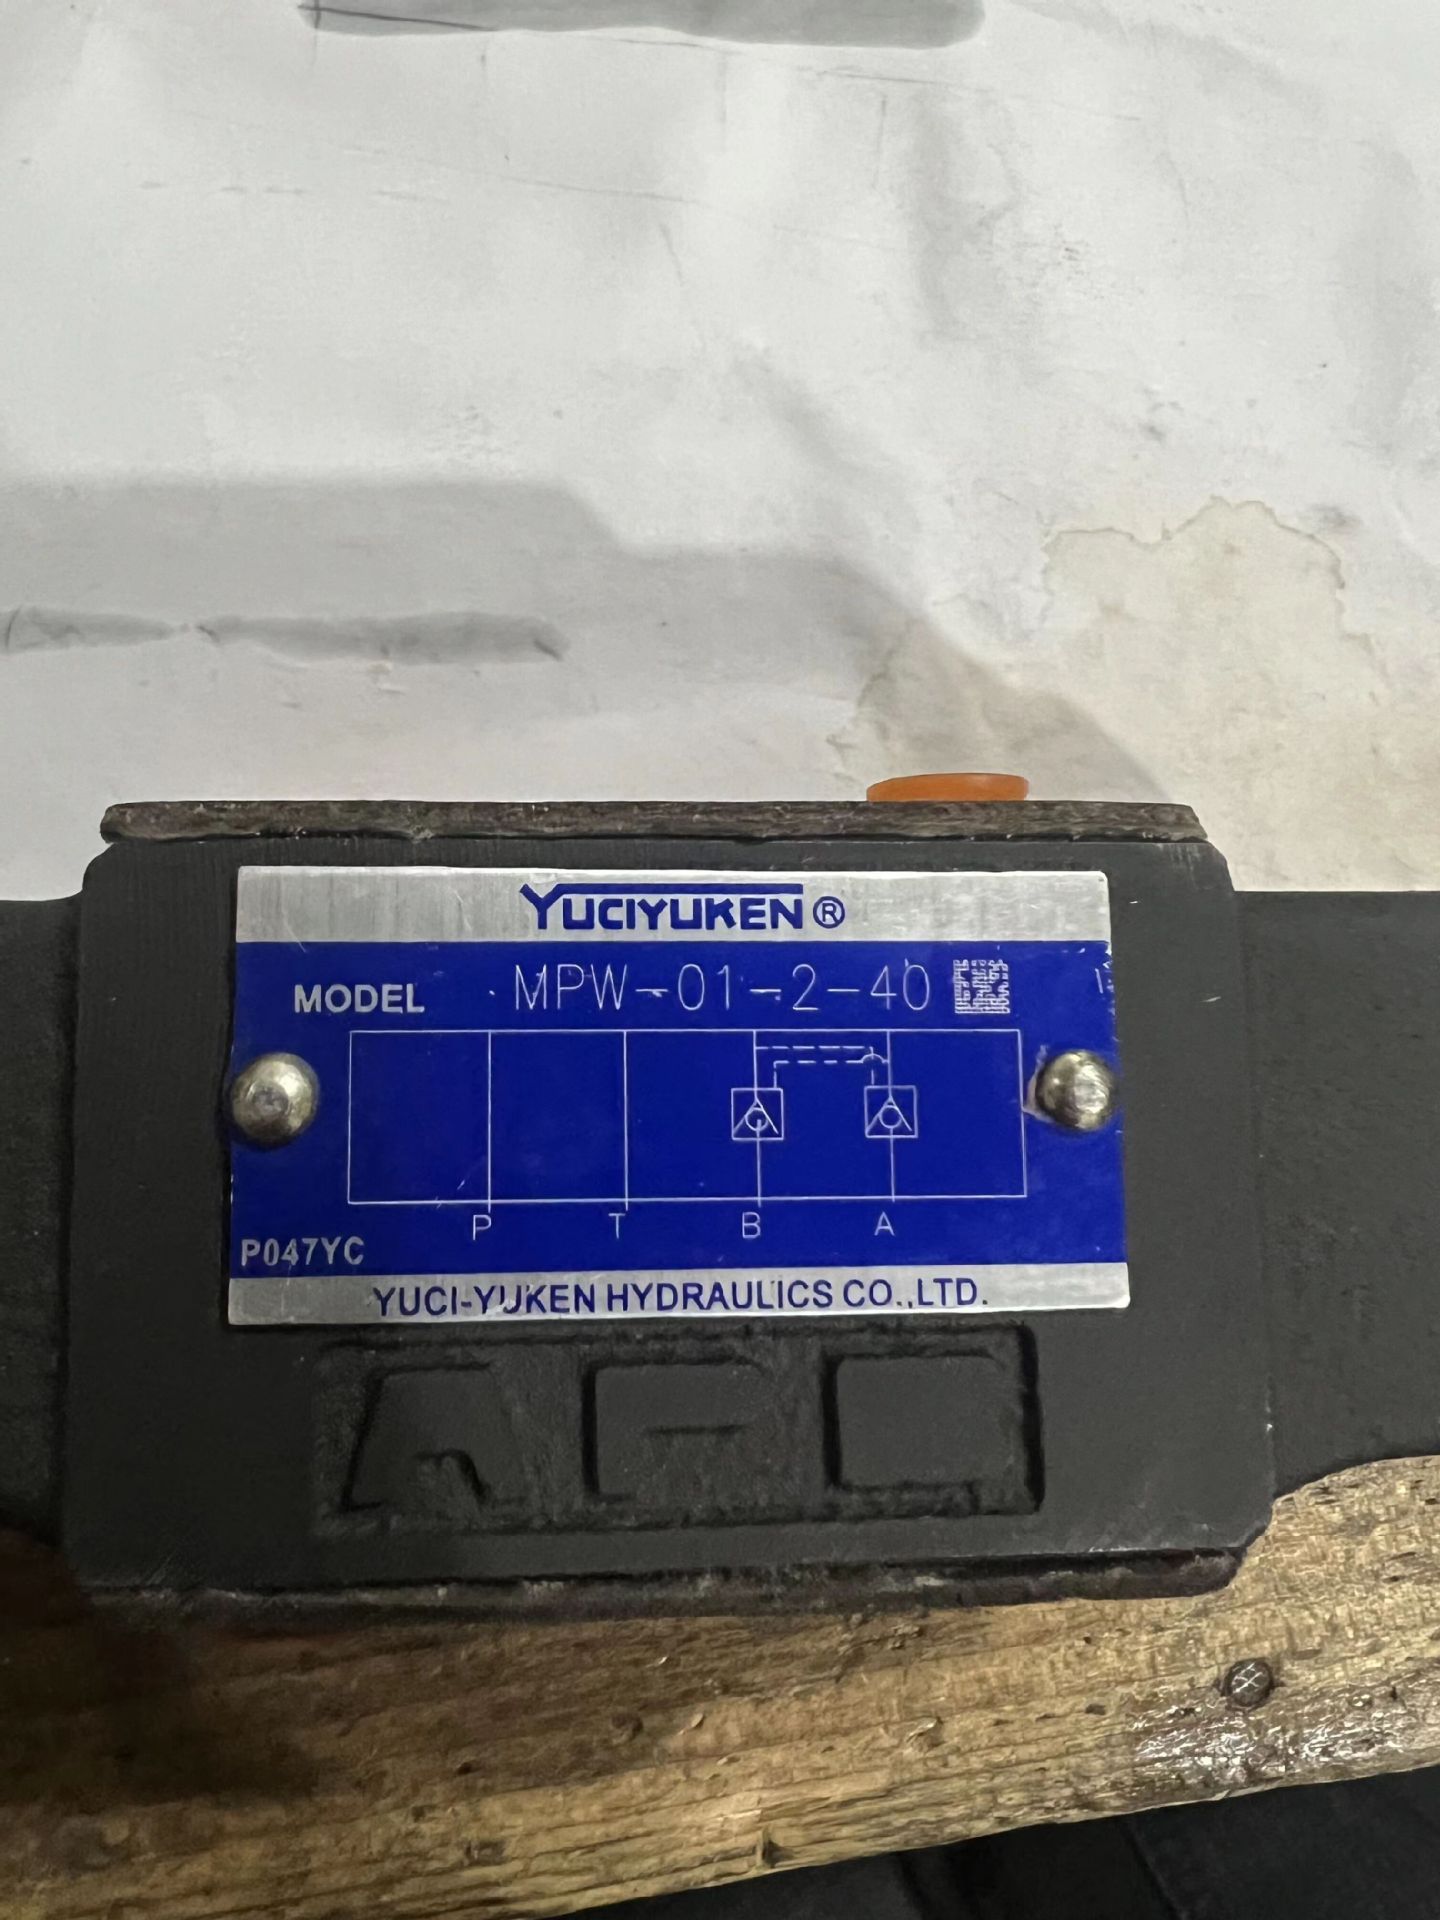 YUCIYUKEN®
MODEL MPW-01-2-40
P T B A
P047YC
YUCI-YUKEN HYDRAULICS CO.,LTD.